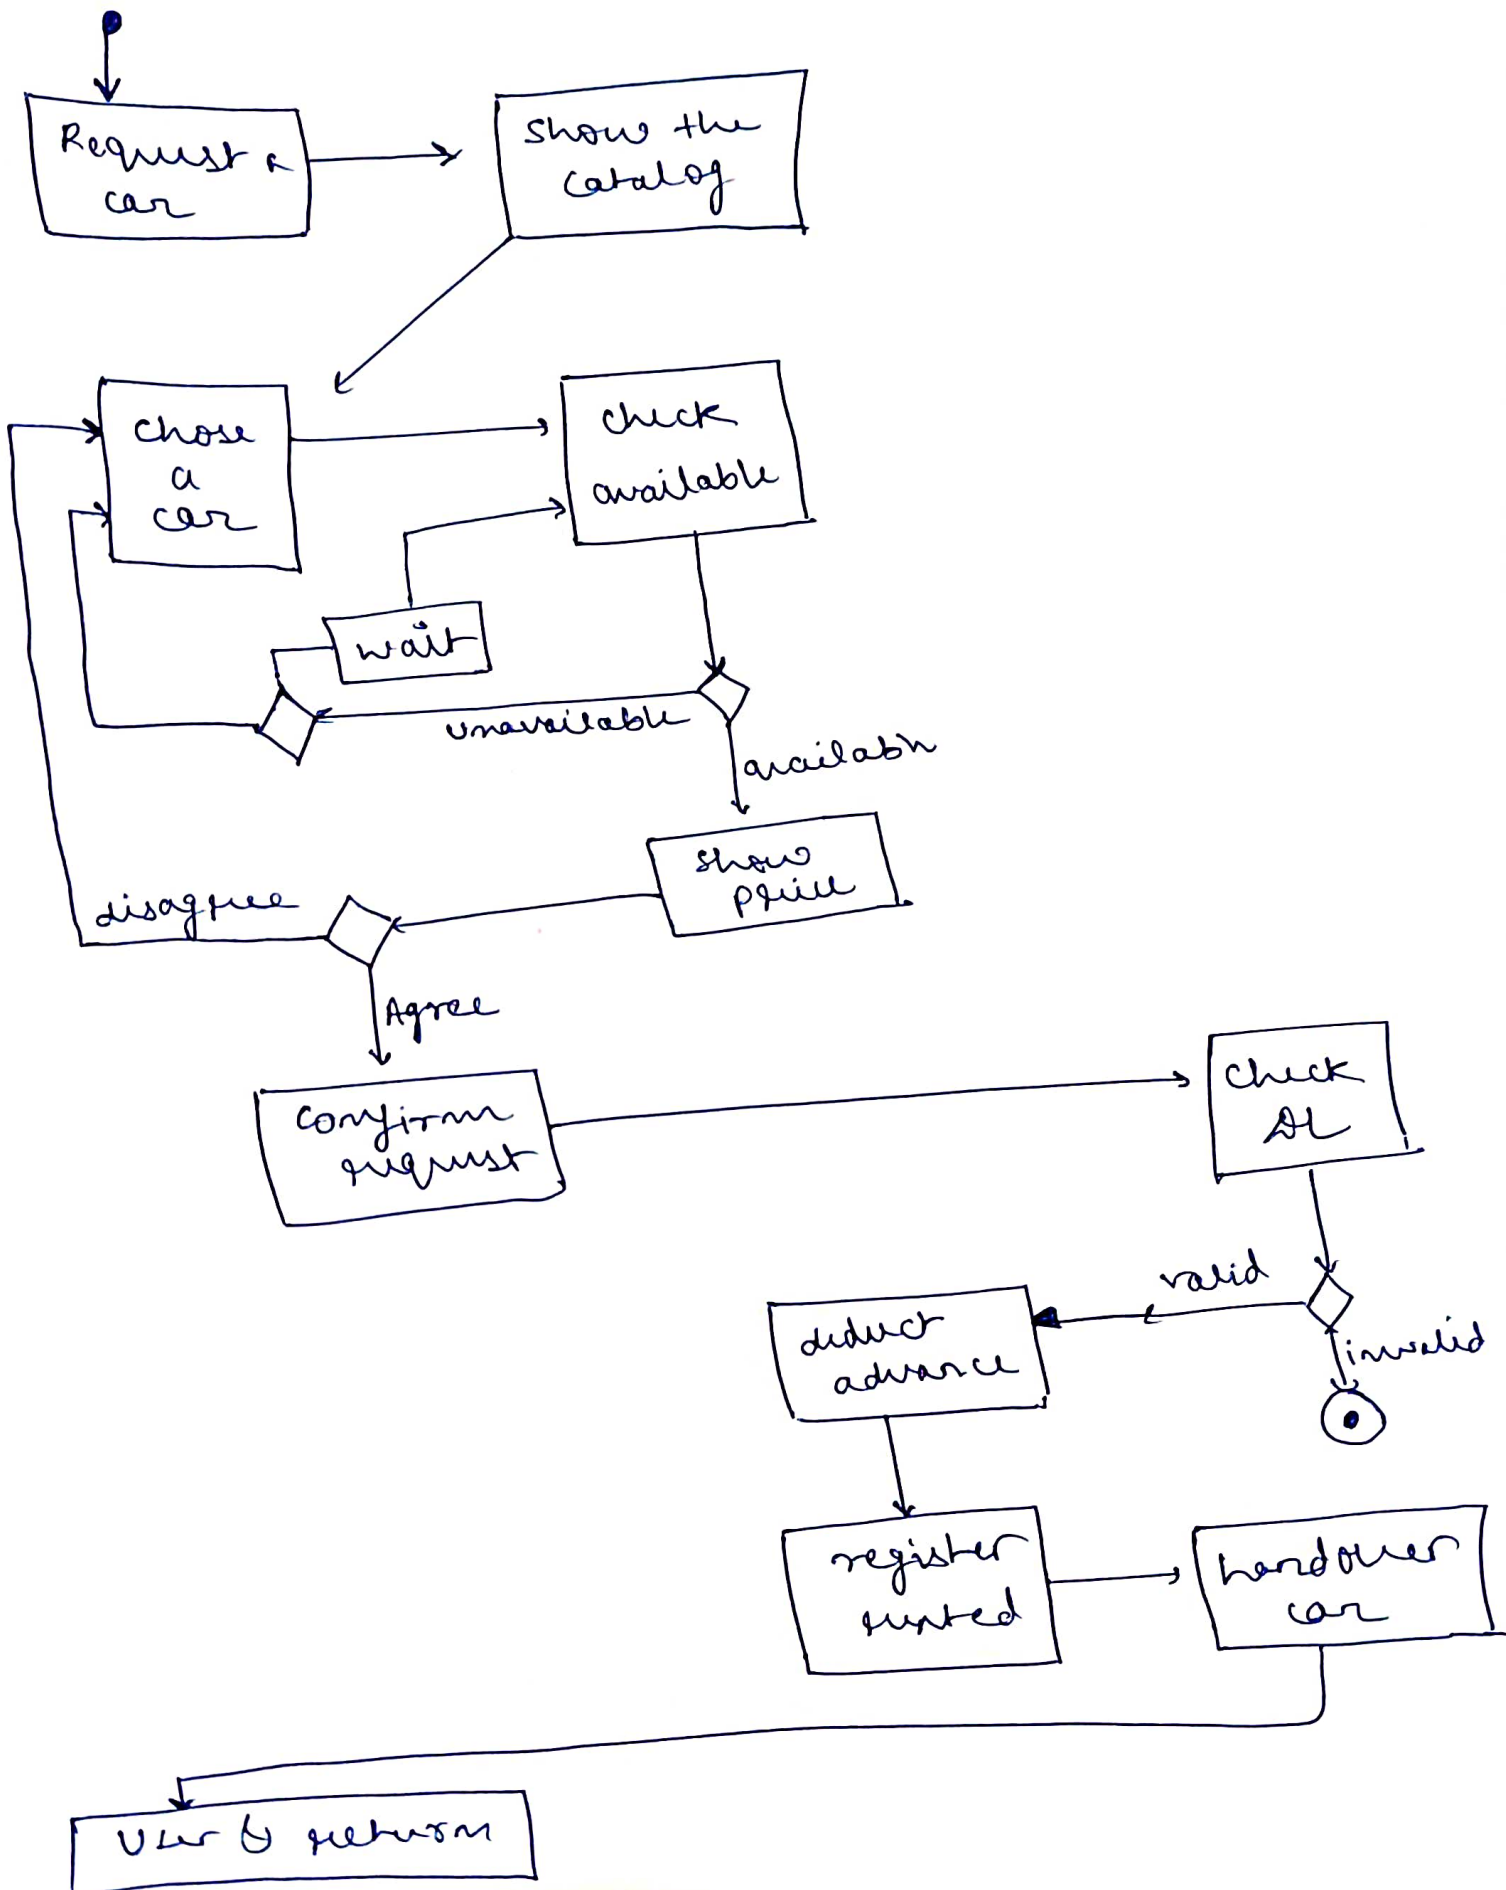 Request a
car
show the
catalog
chose
a
car
check
available
wait
unavailable
available
show
price
disagree
Agree
confirm
request
check
DL
valid
invalid
deduct
advance
register
rented
handover
car
User & return